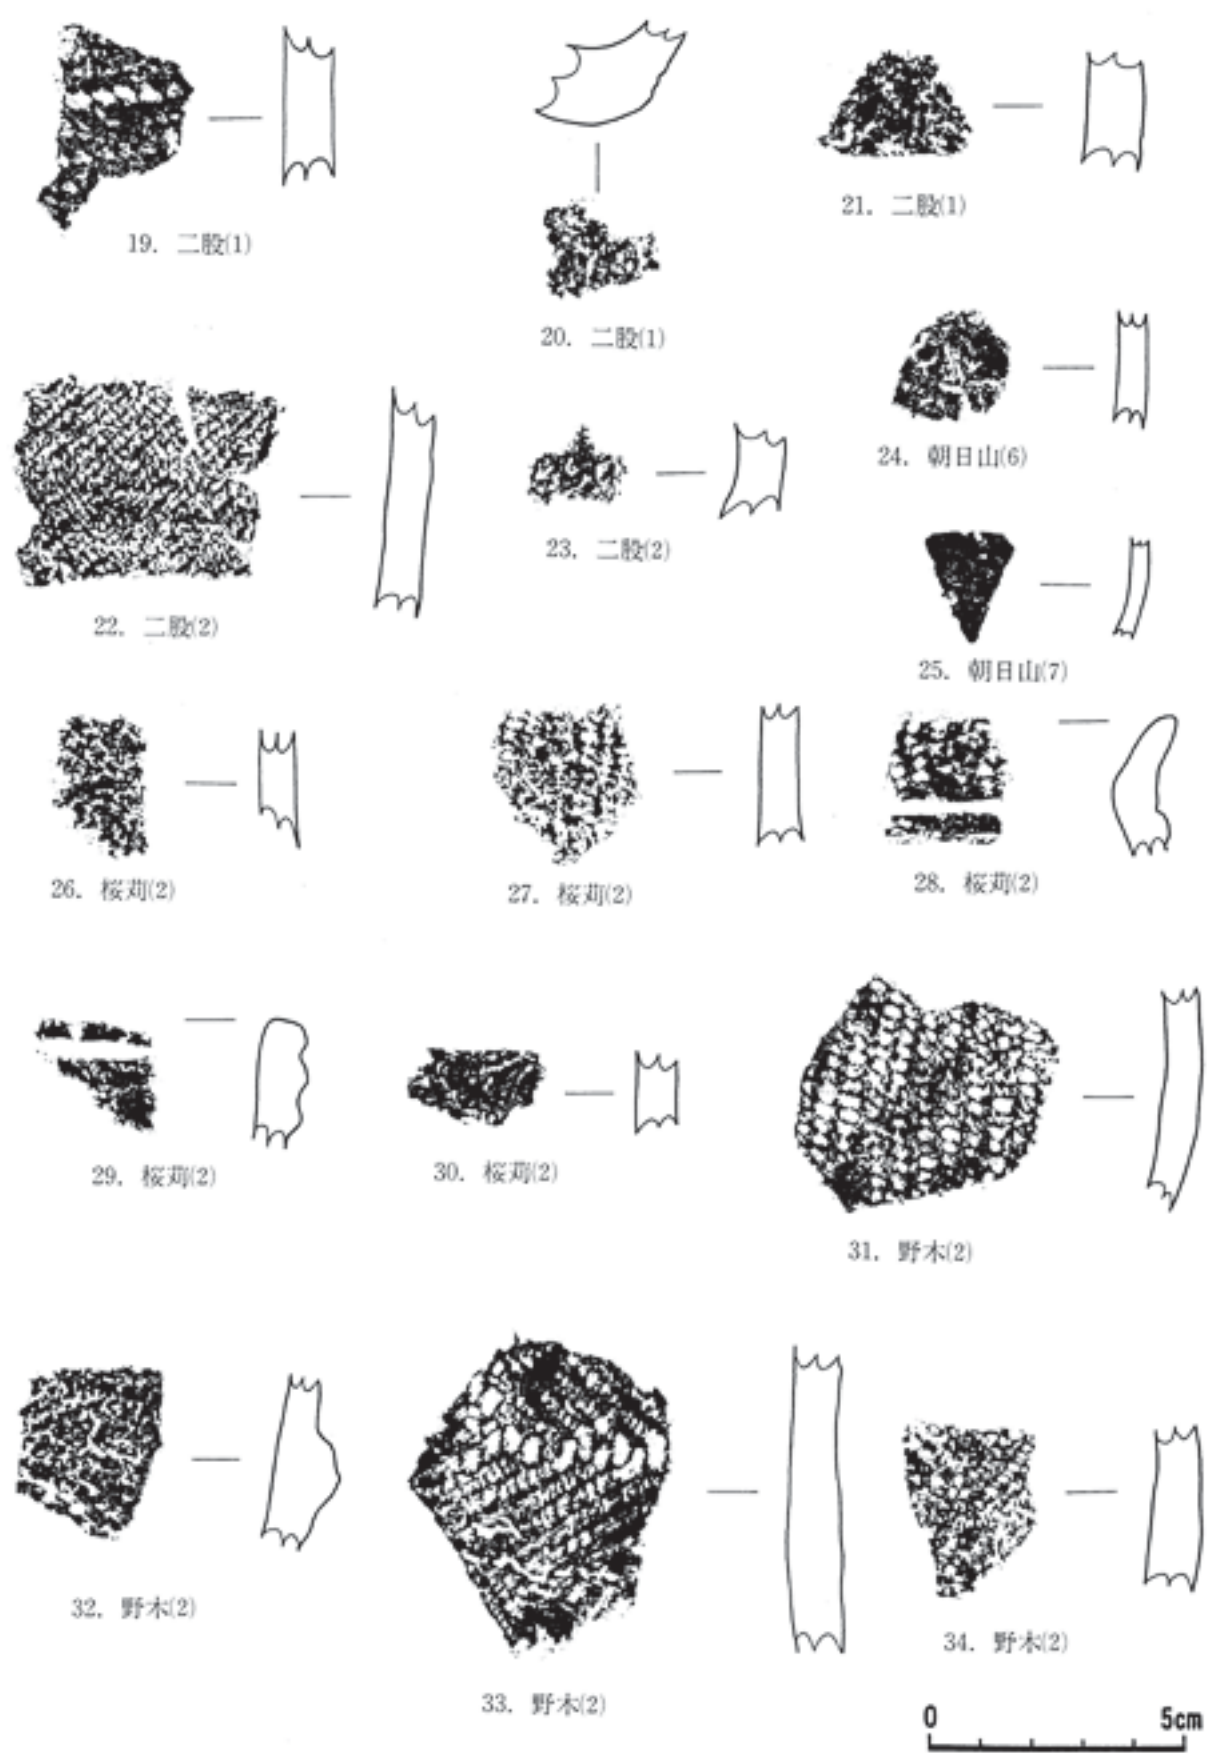 19. 二股(1)
20. 二股(1)
21. 二股(1)
22. 二股(2)
23. 二股(2)
24. 朝日山(6)
25. 朝日山(7)
26. 桜苅(2)
27. 桜苅(2)
28. 桜苅(2)
29. 桜苅(2)
30. 桜苅(2)
31. 野木(2)
32. 野木(2)
33. 野木(2)
34. 野木(2)
0 5cm